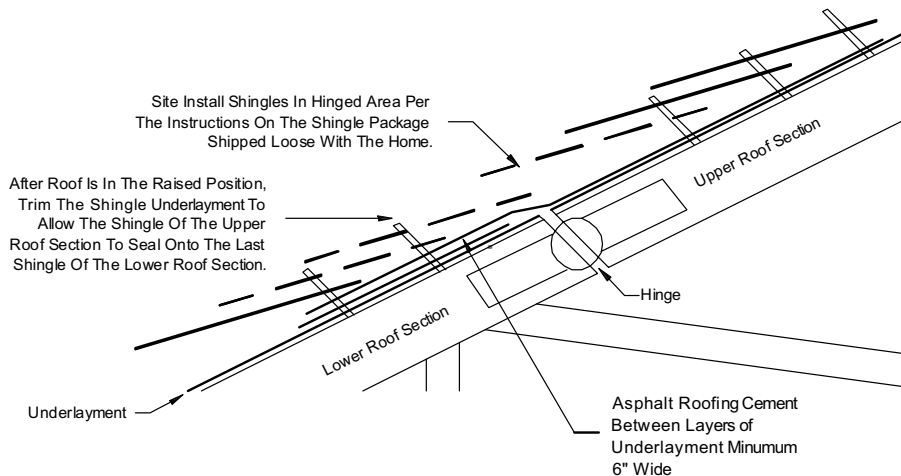 Site Install Shingles In Hinged Area Per
The Instructions On The Shingle Package
Shipped Loose With The Home.
After Roof Is In The Raised Position,
Trim The Shingle Underlayment To
Allow The Shingle Of The Upper
Roof Section To Seal Onto The Last
Shingle Of The Lower Roof Section.
Upper Roof Section
Hinge
Lower Roof Section
Underlayment
Asphalt Roofing Cement
Between Layers of
Underlayment Minumum
6" Wide